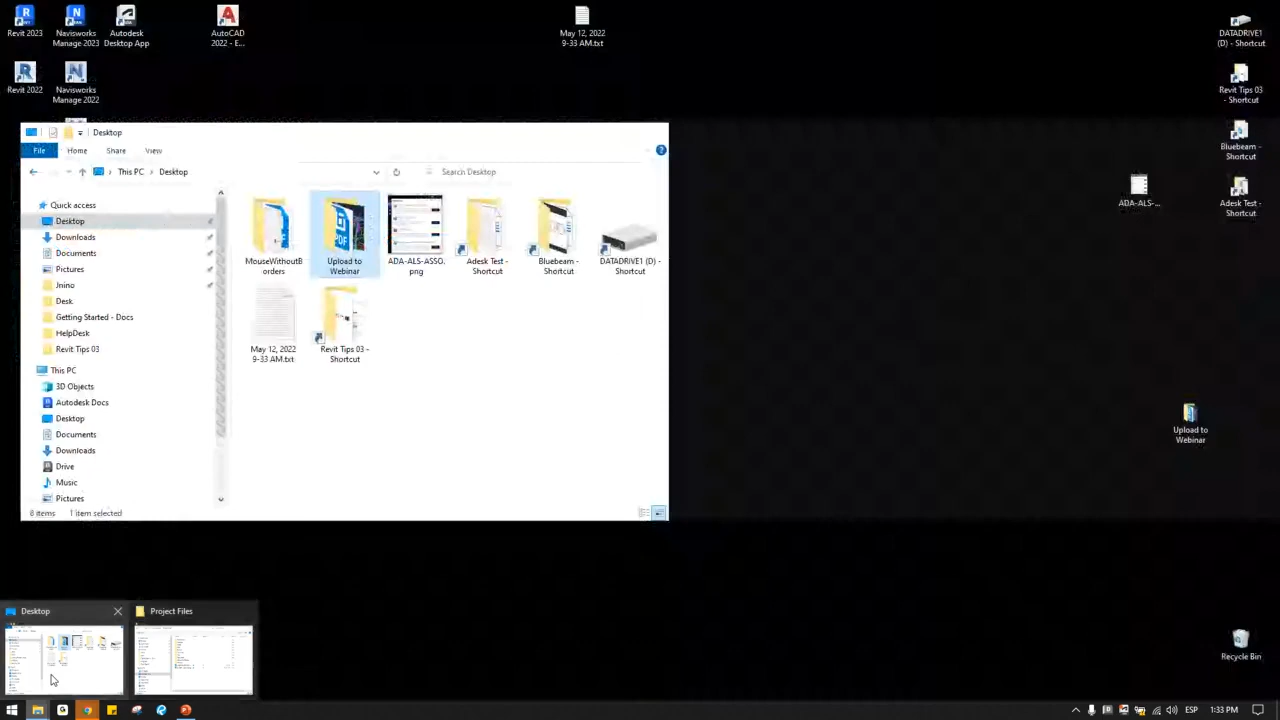 Revit 2023
Navisworks
Manage 2023
Autodesk
Desktop App
AutoCAD
2022 - E...
May 12, 2022
9-33 AM.txt
DATADRIVE1
(D) - Shortcut
Revit 2022
Navisworks
Manage 2022
Revit Tips 03
- Shortcut
Bluebeam -
Shortcut
ADA-ALS-...
Adesk Test -
Shortcut
Upload to
Webinar
Recycle Bin
Desktop
File
Home
Share
View
This PC
Desktop
Search Desktop
Quick access
Desktop
Downloads
Documents
Pictures
Jnino
Desk.
Getting Started - Docs
HelpDesk
Revit Tips 03
This PC
3D Objects
Autodesk Docs
Desktop
Documents
Downloads
Drive
Music
Pictures
MouseWithoutB
orders
PDF
Upload to
Webinar
ADA-ALS-ASSO.
png
Adesk Test -
Shortcut
Bluebeam -
Shortcut
DATADRIVE1 (D) -
Shortcut
May 12, 2022
9-33 AM.txt
Revit Tips 03 -
Shortcut
8 items
1 item selected
Desktop
Project Files
ESP
1:33 PM